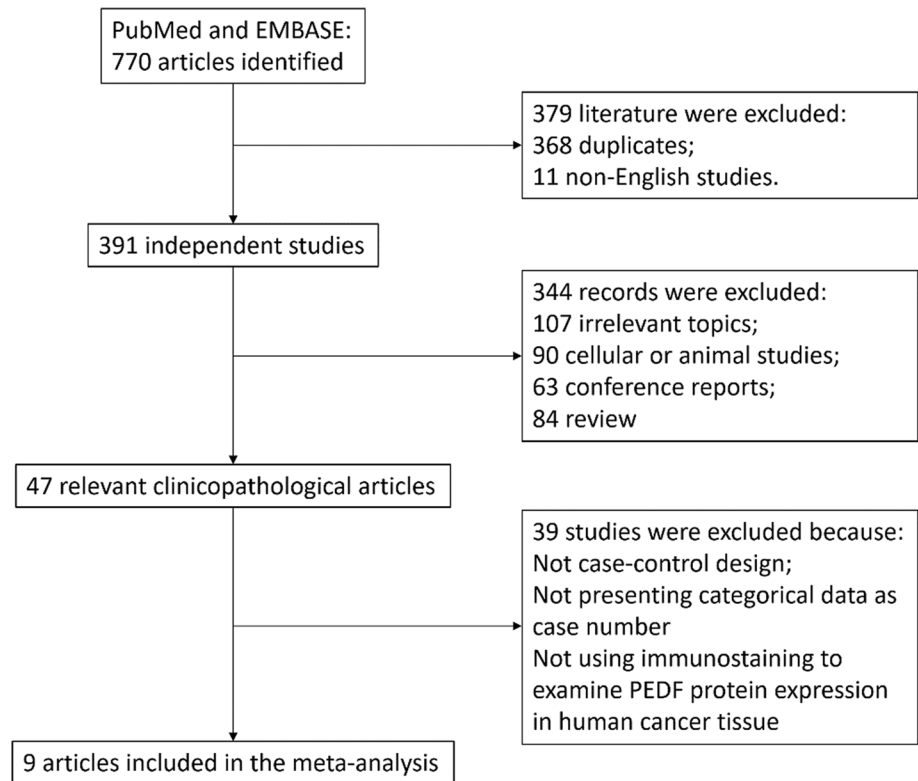 PubMed and EMBASE:
770 articles identified
379 literature were excluded:
368 duplicates;
11 non-English studies.
391 independent studies
344 records were excluded:
107 irrelevant topics;
90 cellular or animal studies;
63 conference reports;
84 review
47 relevant clinicopathological articles
39 studies were excluded because:
Not case-control design;
Not presenting categorical data as
case number
Not using immunostaining to
examine PEDF protein expression
in human cancer tissue
9 articles included in the meta-analysis